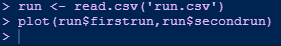 > run <- read.csv('run.csv')
> plot(run$firstrun,run$secondrun)
>